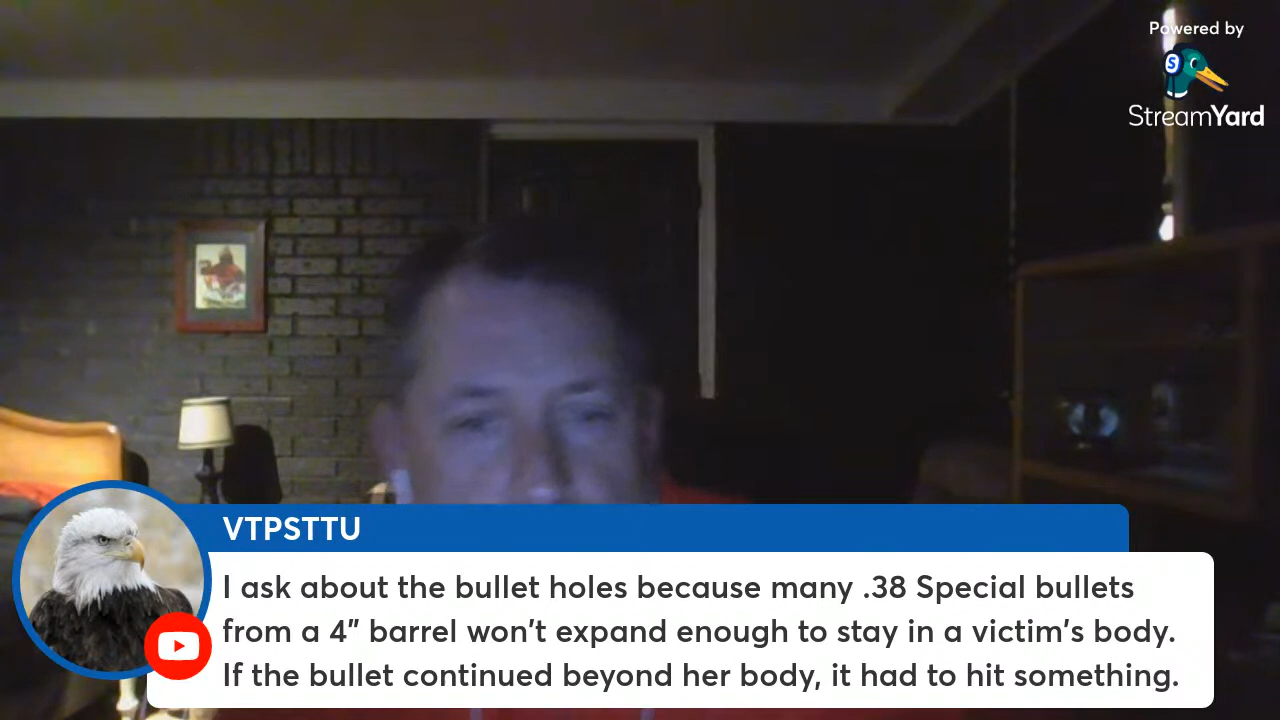 Powered by
StreamYard
VTPSTTU
I ask about the bullet holes because many .38 Special bullets
from a 4” barrel won’t expand enough to stay in a victim’s body.
If the bullet continued beyond her body, it had to hit something.